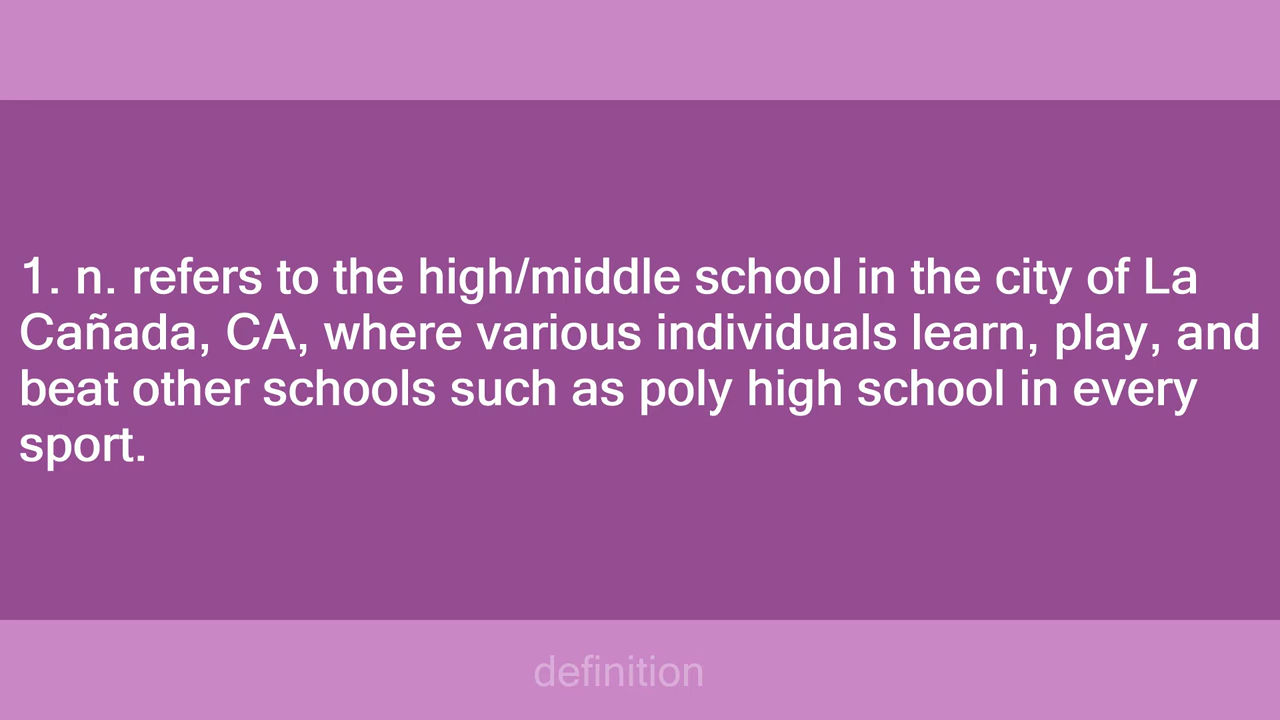 1. n. refers to the high/middle school in the city of La
Cañada, CA, where various individuals learn, play, and
beat other schools such as poly high school in every
sport.
definition